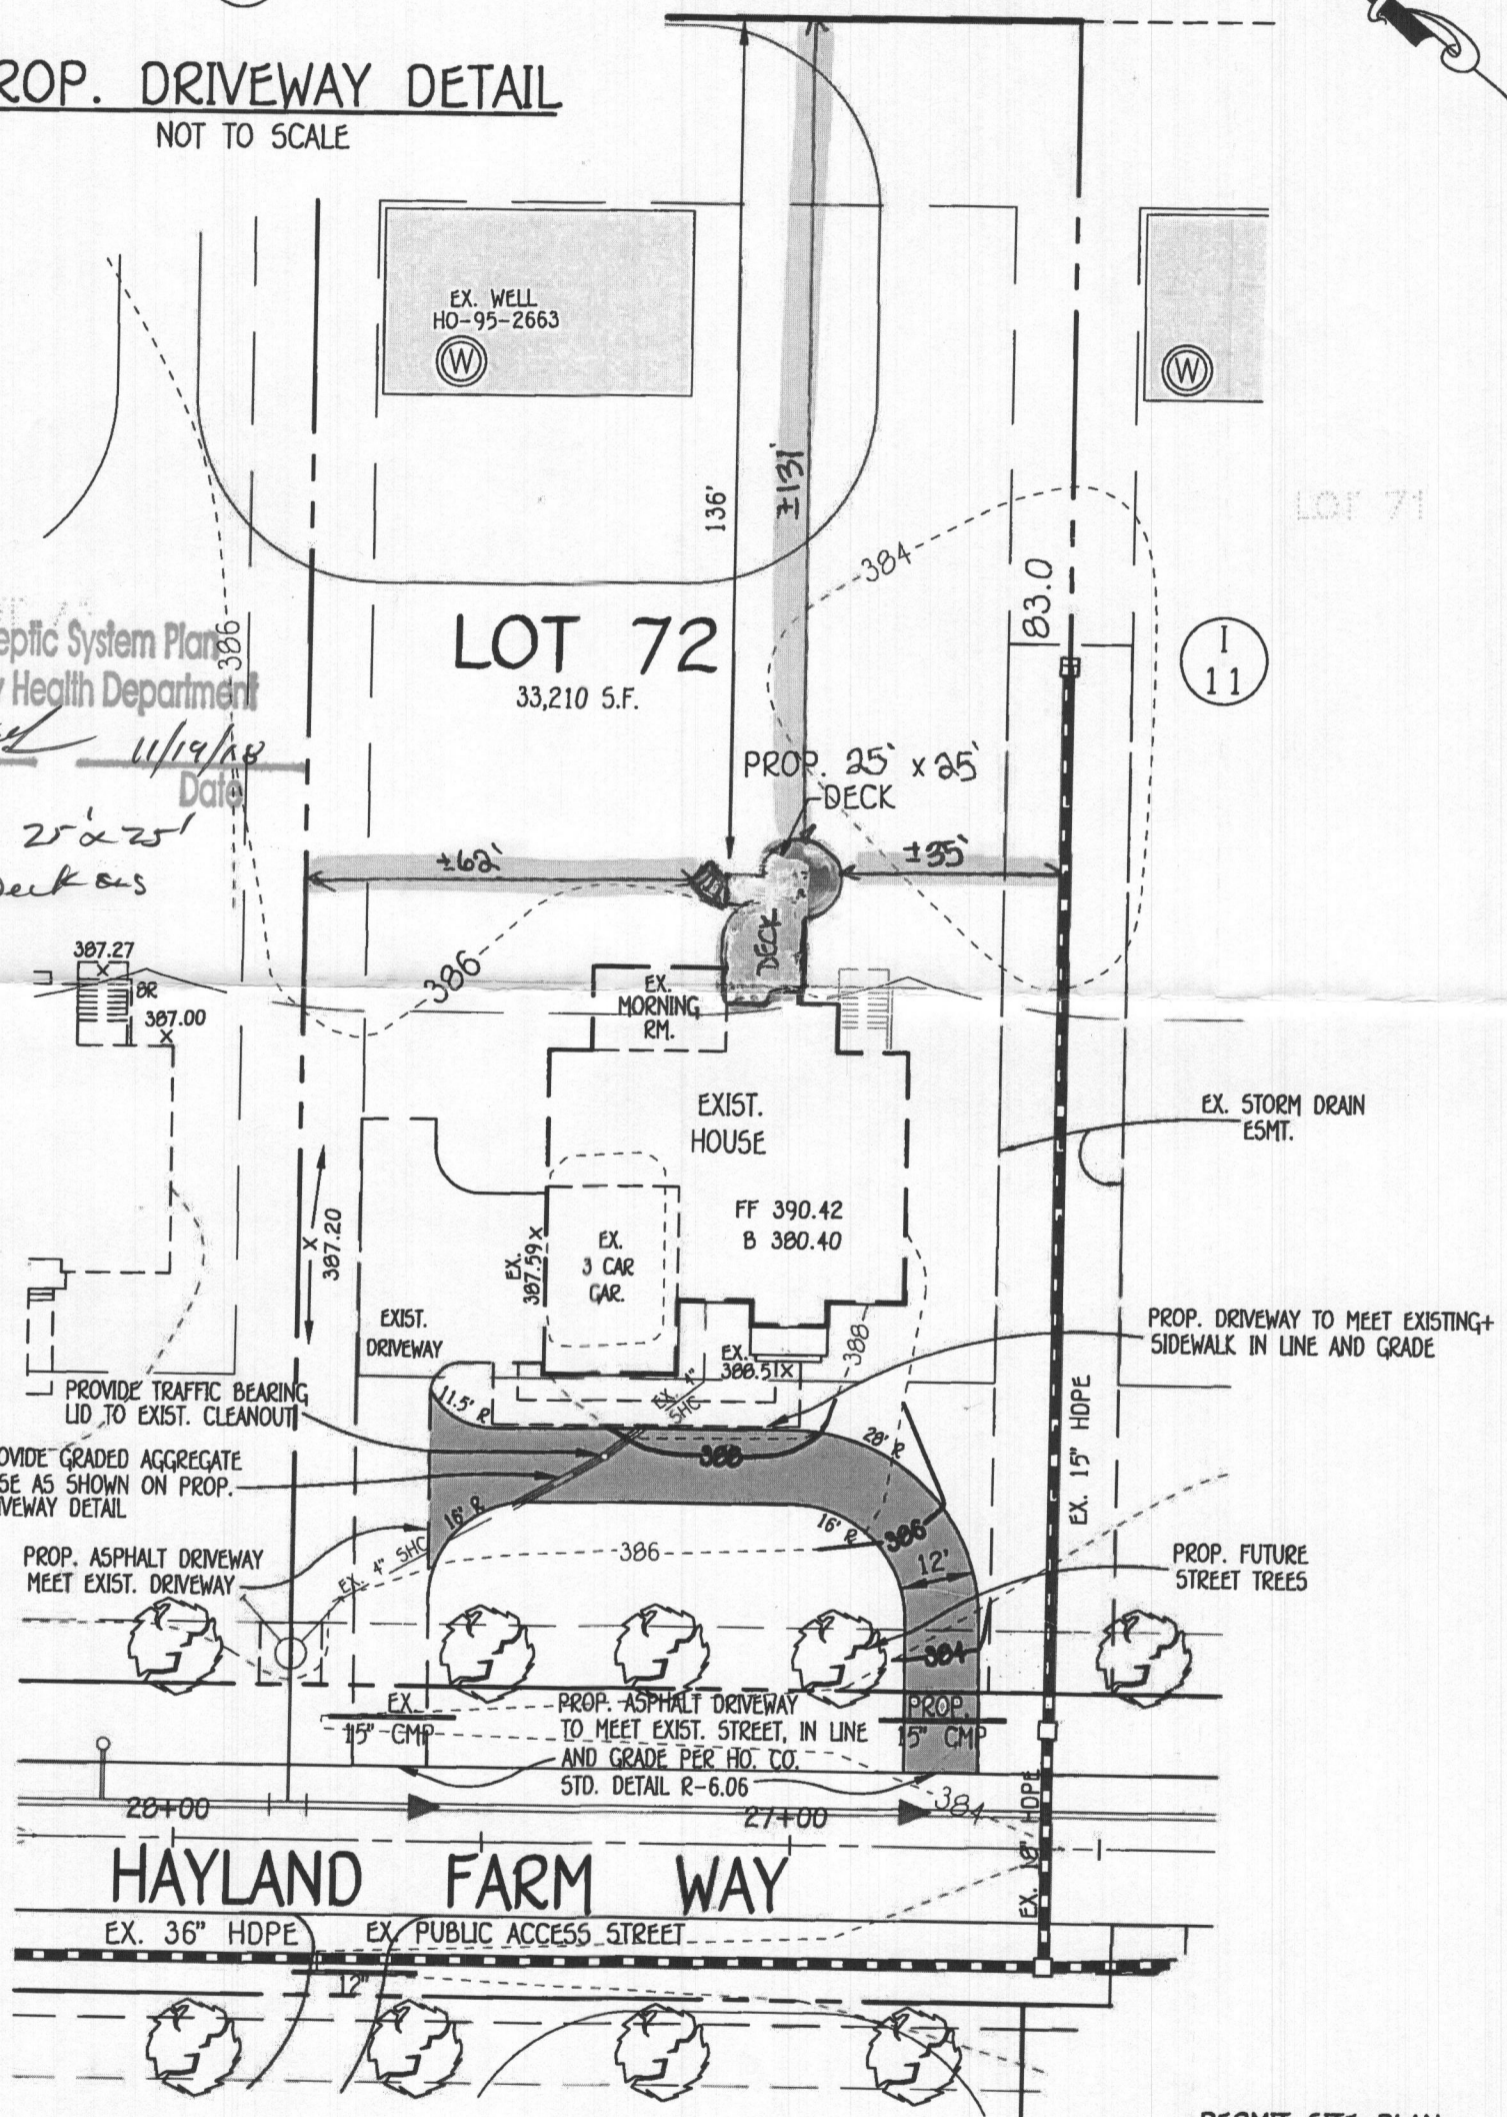 ROP. DRIVEWAY DETAIL
NOT TO SCALE
EX. WELL
HO-95-2663
W
W
136'
±131'
LOT 71
384
83.0
I
11
LOT 72
33,210 S.F.
386
eptic System Plan
Health Department
11/19/18
Date
25' x 25'
Deck
PROP. 25' x 25'
DECK
±62'
±35'
DECK
386
387.27
X
8R
387.00
X
EX.
MORNING
RM.
EXIST.
HOUSE
EX. STORM DRAIN
ESMT.
FF 390.42
B 380.40
X
387.20
EX.
387.59 X
EX.
3 CAR
GAR.
EXIST.
DRIVEWAY
EX.
388.51X
388
PROP. DRIVEWAY TO MEET EXISTING+
SIDEWALK IN LINE AND GRADE
PROVIDE TRAFFIC BEARING
LID TO EXIST. CLEANOUT
11.5' R
EX. 4"
SHC
388
28' R
EX. 15" HDPE
OVIDE GRADED AGGREGATE
SE AS SHOWN ON PROP.
IVEWAY DETAIL
16' R
16' R
386
386
12'
PROP. ASPHALT DRIVEWAY
MEET EXIST. DRIVEWAY
EX. 4" SHC
PROP. FUTURE
STREET TREES
384
EX.
15" CMP
PROP. ASPHALT DRIVEWAY
TO MEET EXIST. STREET, IN LINE
AND GRADE PER HO. CO.
STD. DETAIL R-6.06
PROP.
15" CMP
28+00
27+00
384
EX. 18" HDPE
HAYLAND FARM WAY
EX. 36" HDPE
EX. PUBLIC ACCESS STREET
12"
PERMIT SITE PLAN